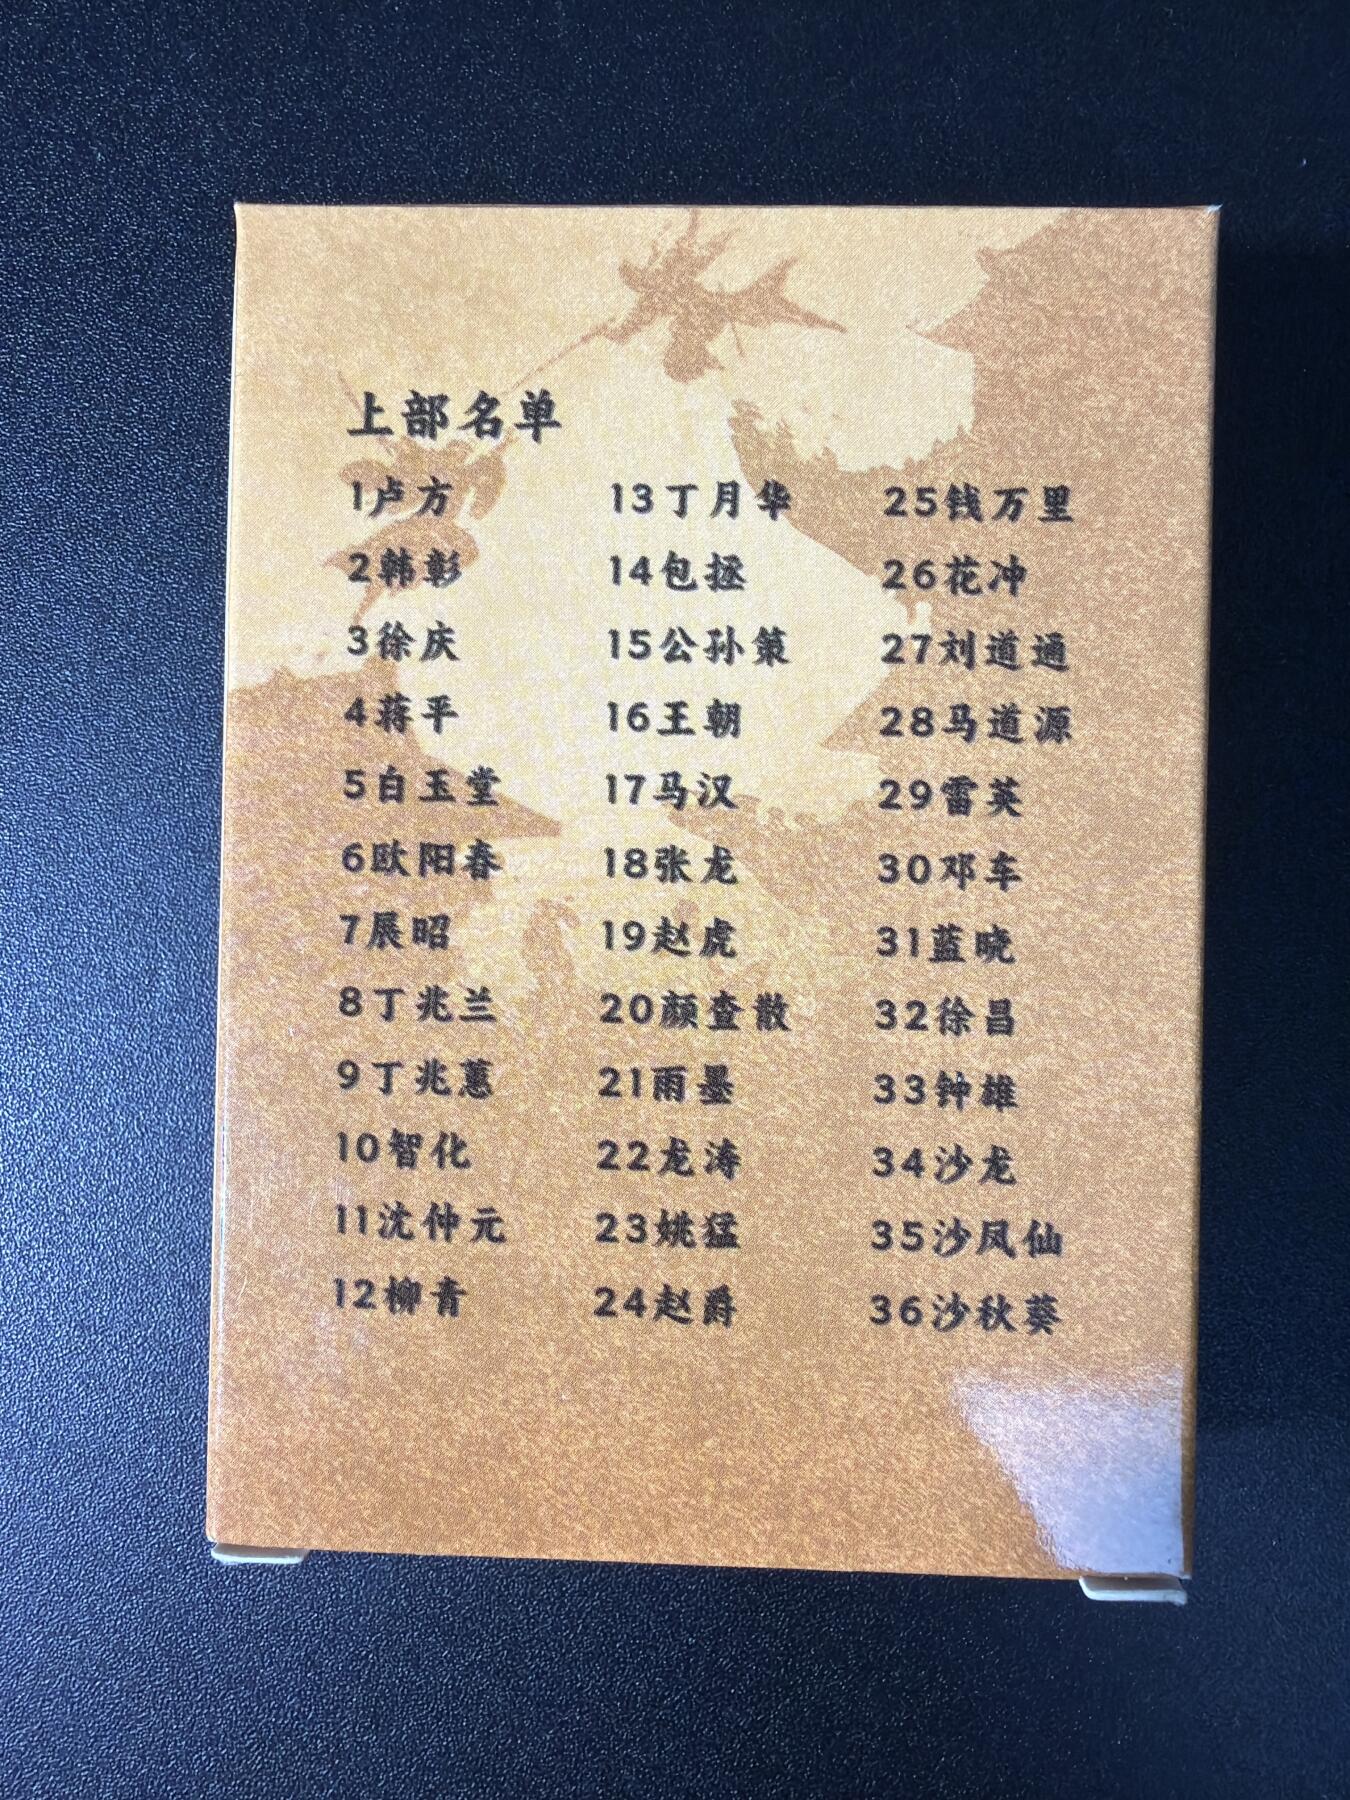 上部名单
1卢方
2韩彰
3徐庆
4蒋平
5白玉堂
6欧阳春
7展昭
8丁兆兰
9丁兆蕙
10智化
11沈仲元
12柳青
13丁月华
14包拯
15公孙策
16王朝
17马汉
18张龙
19赵虎
20颜查散
21雨墨
22龙涛
23姚猛
24赵爵
25钱万里
26花冲
27刘道通
28马道源
29雷英
30邓车
31蓝晓
32徐昌
33钟雄
34沙龙
35沙凤仙
36沙秋葵